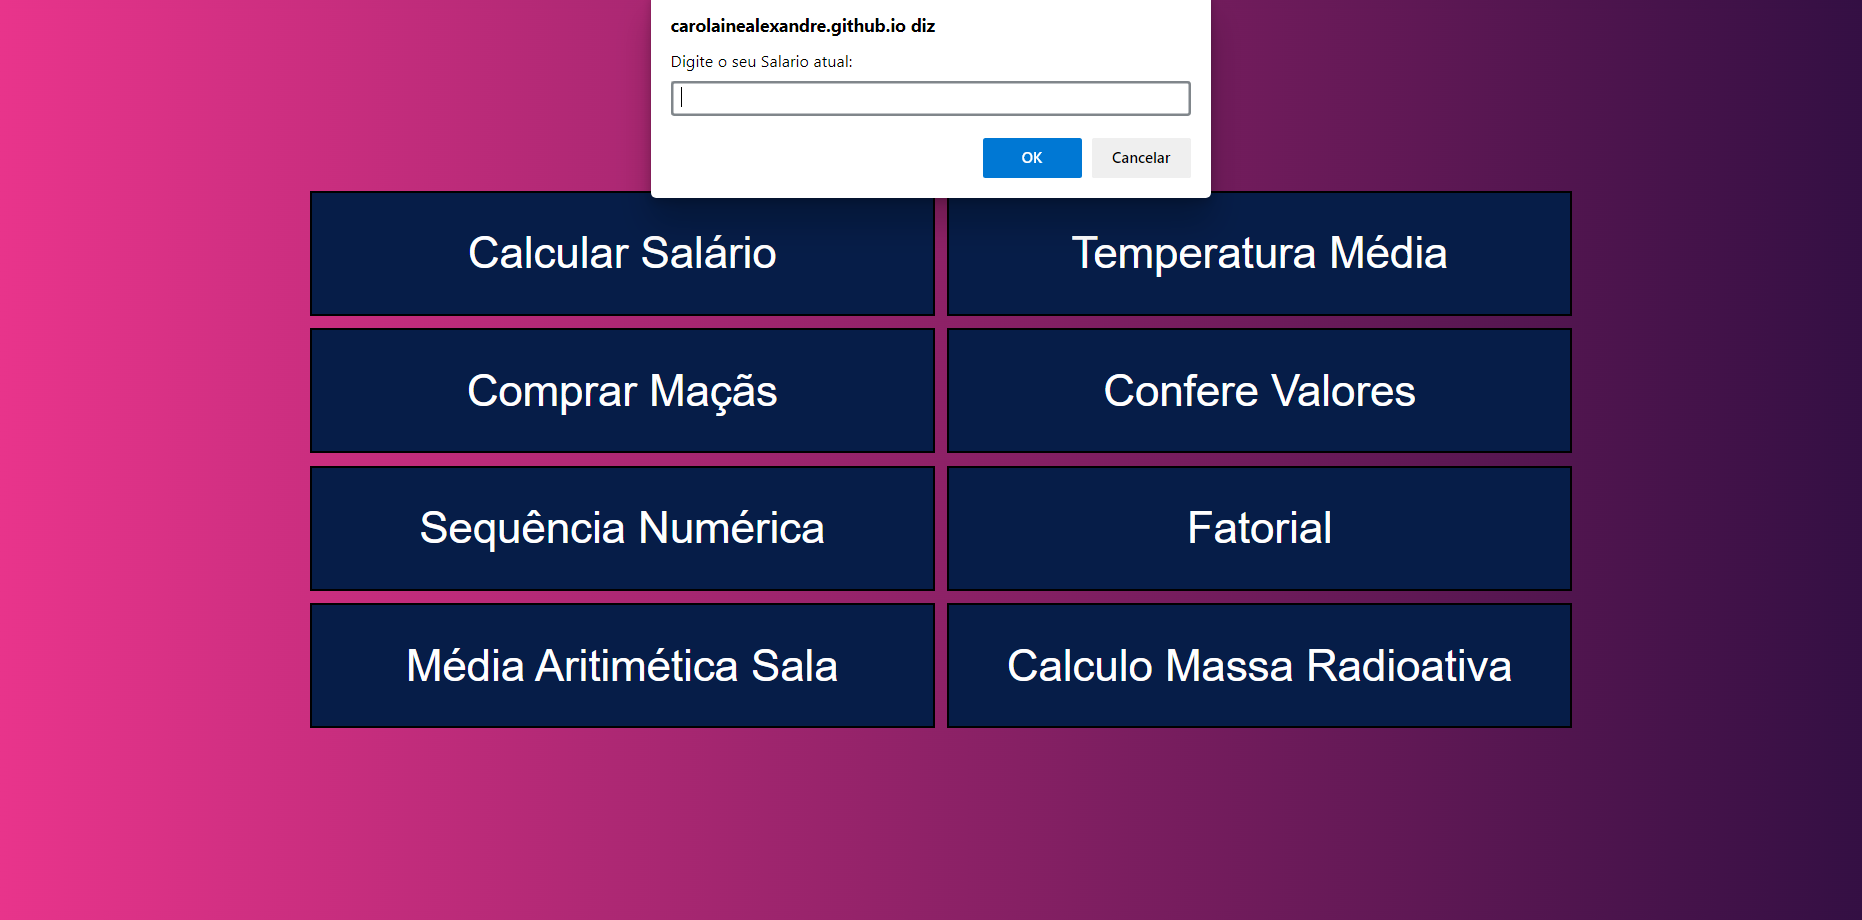 carolainealexandre.github.io diz
Digite o seu Salario atual:
OK
Cancelar
Calcular Salário
Temperatura Média
Comprar Maçãs
Confere Valores
Sequência Numérica
Fatorial
Média Aritimética Sala
Calculo Massa Radioativa